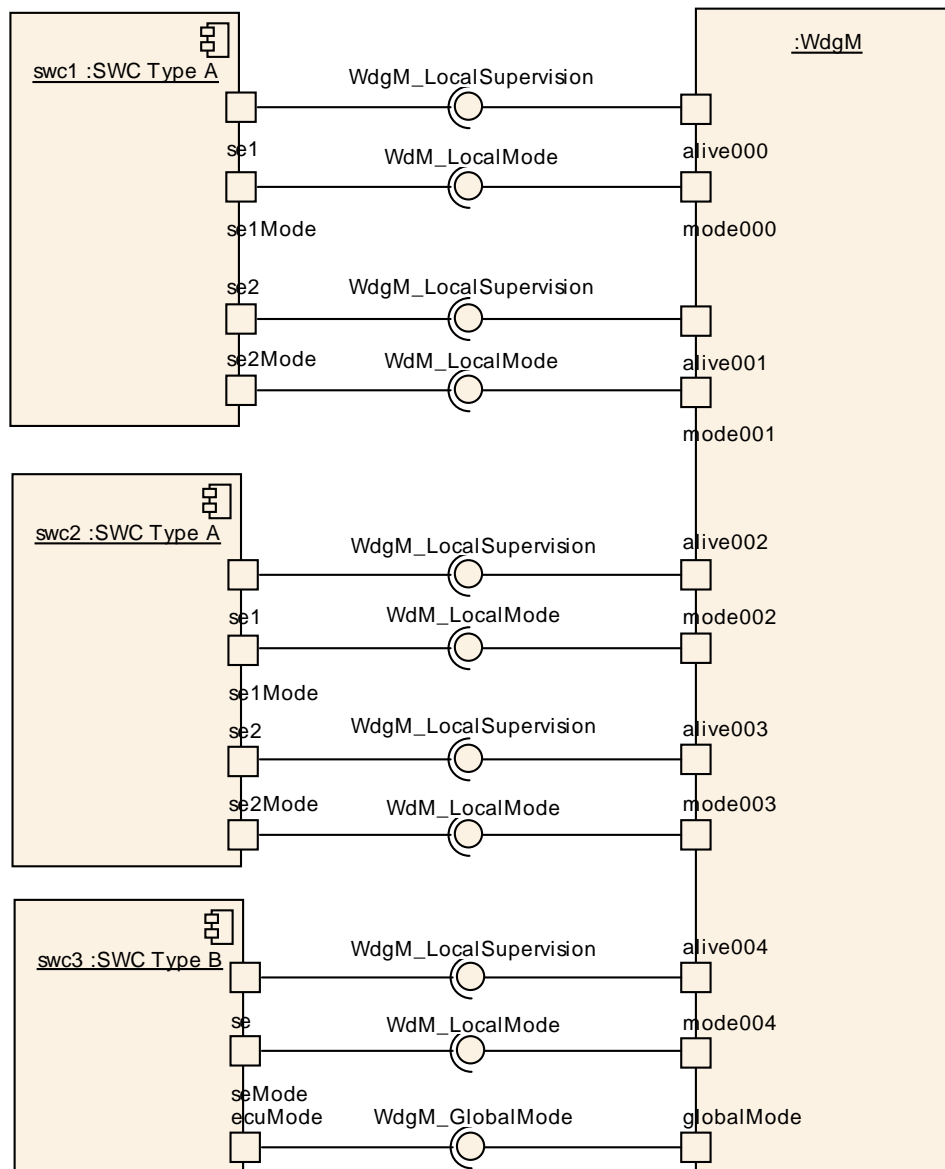 swc1 :SWC Type A
:WdgM
WdgM_LocalSupervision
se1
alive000
WdM_LocalMode
se1Mode
mode000
se2
WdgM_LocalSupervision
se2Mode
WdM_LocalMode
alive001
mode001
swc2 :SWC Type A
WdgM_LocalSupervision
alive002
se1
WdM_LocalMode
mode002
se1Mode
se2
WdgM_LocalSupervision
alive003
se2Mode
WdM_LocalMode
mode003
swc3 :SWC Type B
WdgM_LocalSupervision
alive004
se
WdM_LocalMode
mode004
seMode
ecuMode
WdgM_GlobalMode
globalMode